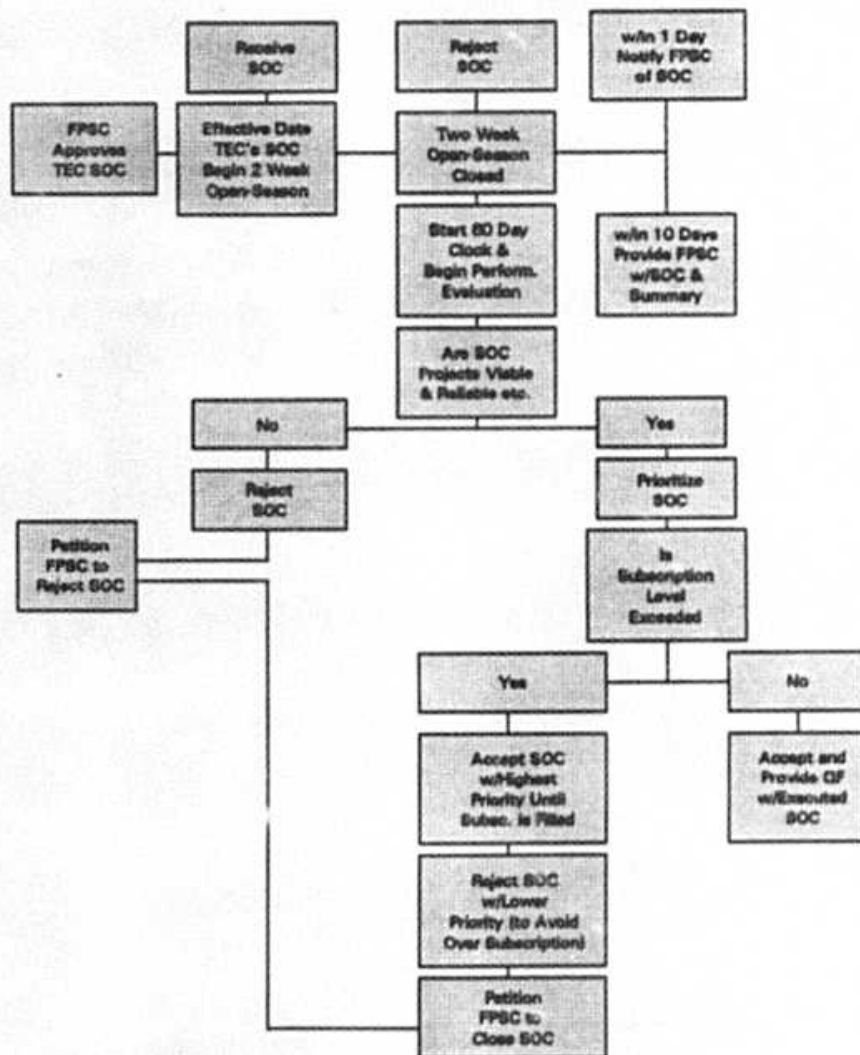 Receive
SOC
Reject
SOC
w/in 1 Day
Notify FPSC
of SOC
FPSC
Approves
TEC SOC
Effective Date
TEC's SOC
Begin 2 Week
Open-Season
Two Week
Open-Season
Closed
Start 60 Day
Clock &
Begin Perform.
Evaluation
w/in 10 Days
Provide FPSC
w/SOC &
Summary
Are SOC
Projects Viable
& Reliable etc.
No
Yes
Reject
SOC
Prioritize
SOC
Petition
FPSC to
Reject SOC
Is
Subscription
Level
Exceeded
Yes
No
Accept SOC
w/Highest
Priority Until
Subsc. is Filled
Accept and
Provide QF
w/Executed
SOC
Reject SOC
w/Lower
Priority (to Avoid
Over Subscription)
Petition
FPSC to
Close SOC